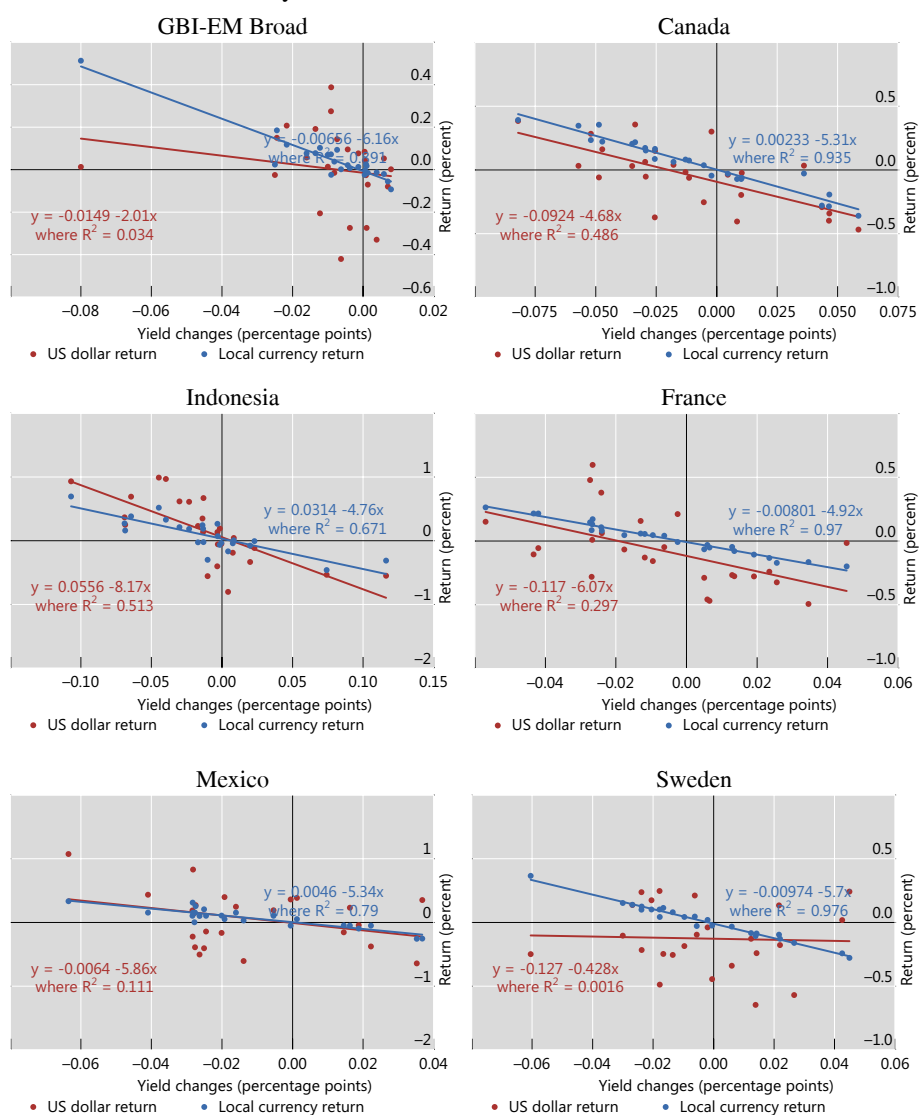 GBI-EM Broad
0.4
0.2
y = -0.00656 -6.16x
where R² = 0.891
0.0
−0.2
y = -0.0149 -2.01x
where R² = 0.034
−0.4
−0.6
Return (percent)
−0.08 −0.06 −0.04 −0.02 0.00 0.02
Yield changes (percentage points)
US dollar return Local currency return
Canada
0.5
y = 0.00233 -5.31x
where R² = 0.935
0.0
y = -0.0924 -4.68x
where R² = 0.486
−0.5
−1.0
Return (percent)
−0.075 −0.050 −0.025 0.000 0.025 0.050 0.075
Yield changes (percentage points)
US dollar return Local currency return
Indonesia
1
y = 0.0314 -4.76x
where R² = 0.671
0
y = 0.0556 -8.17x
where R² = 0.513
−1
−2
Return (percent)
−0.10 −0.05 0.00 0.05 0.10 0.15
Yield changes (percentage points)
US dollar return Local currency return
France
0.5
y = -0.00801 -4.92x
where R² = 0.97
0.0
y = -0.117 -6.07x
where R² = 0.297
−0.5
−1.0
Return (percent)
−0.04 −0.02 0.00 0.02 0.04 0.06
Yield changes (percentage points)
US dollar return Local currency return
Mexico
1
y = 0.0046 -5.34x
where R² = 0.79
0
y = -0.0064 -5.86x
where R² = 0.111
−1
−2
Return (percent)
−0.06 −0.04 −0.02 0.00 0.02 0.04
Yield changes (percentage points)
US dollar return Local currency return
Sweden
0.5
y = -0.00974 -5.7x
where R² = 0.976
0.0
y = -0.127 -0.428x
where R² = 0.0016
−0.5
−1.0
Return (percent)
−0.06 −0.04 −0.02 0.00 0.02 0.04 0.06
Yield changes (percentage points)
US dollar return Local currency return